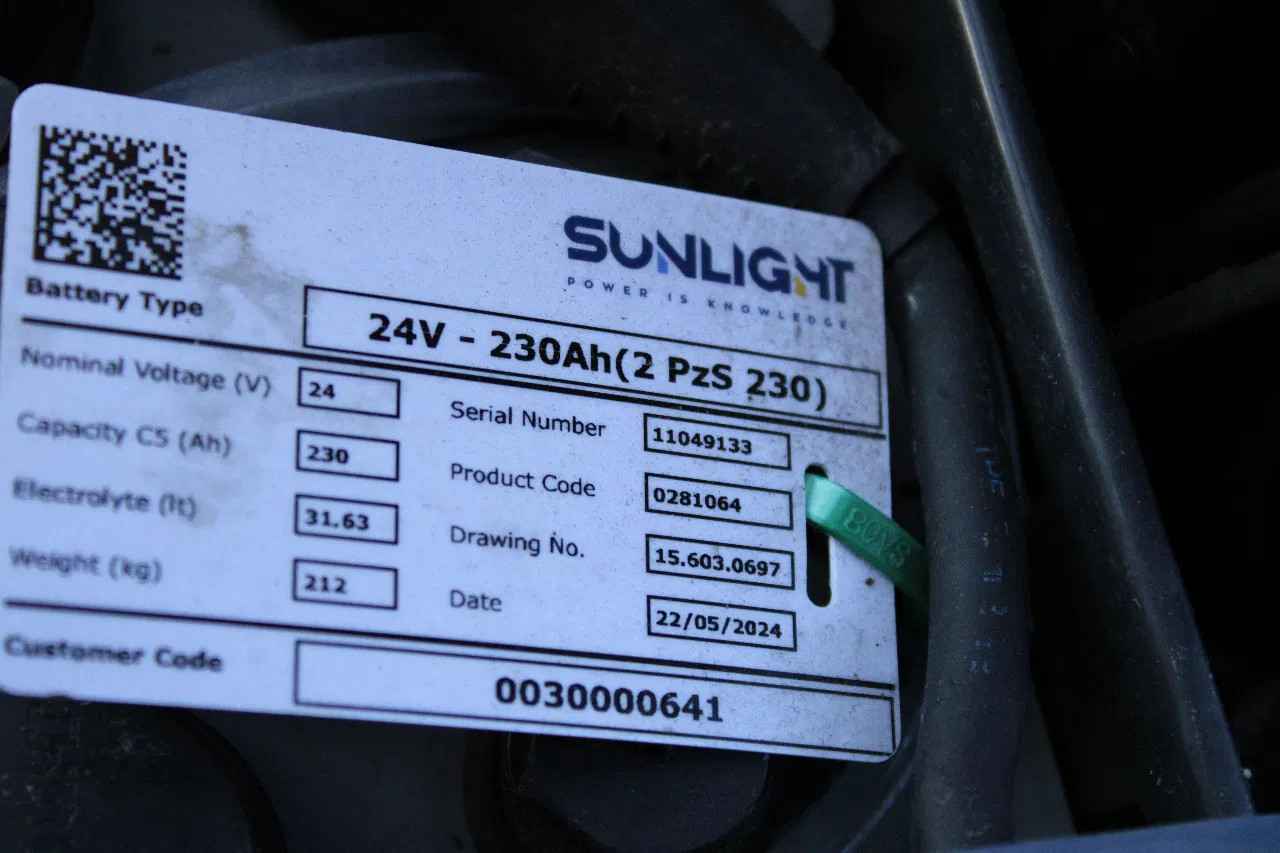 SUNLIGHT
POWER IS KNOWLEDGE
Battery Type 24V - 230Ah(2 PzS 230)
Nominal Voltage (V) 24 Serial Number 11049133
Capacity C5 (Ah) 230 Product Code 0281064
Electrolyte (lt) 31.63 Drawing No. 15.603.0697
Weight (kg) 212 Date 22/05/2024
Customer Code 0030000641